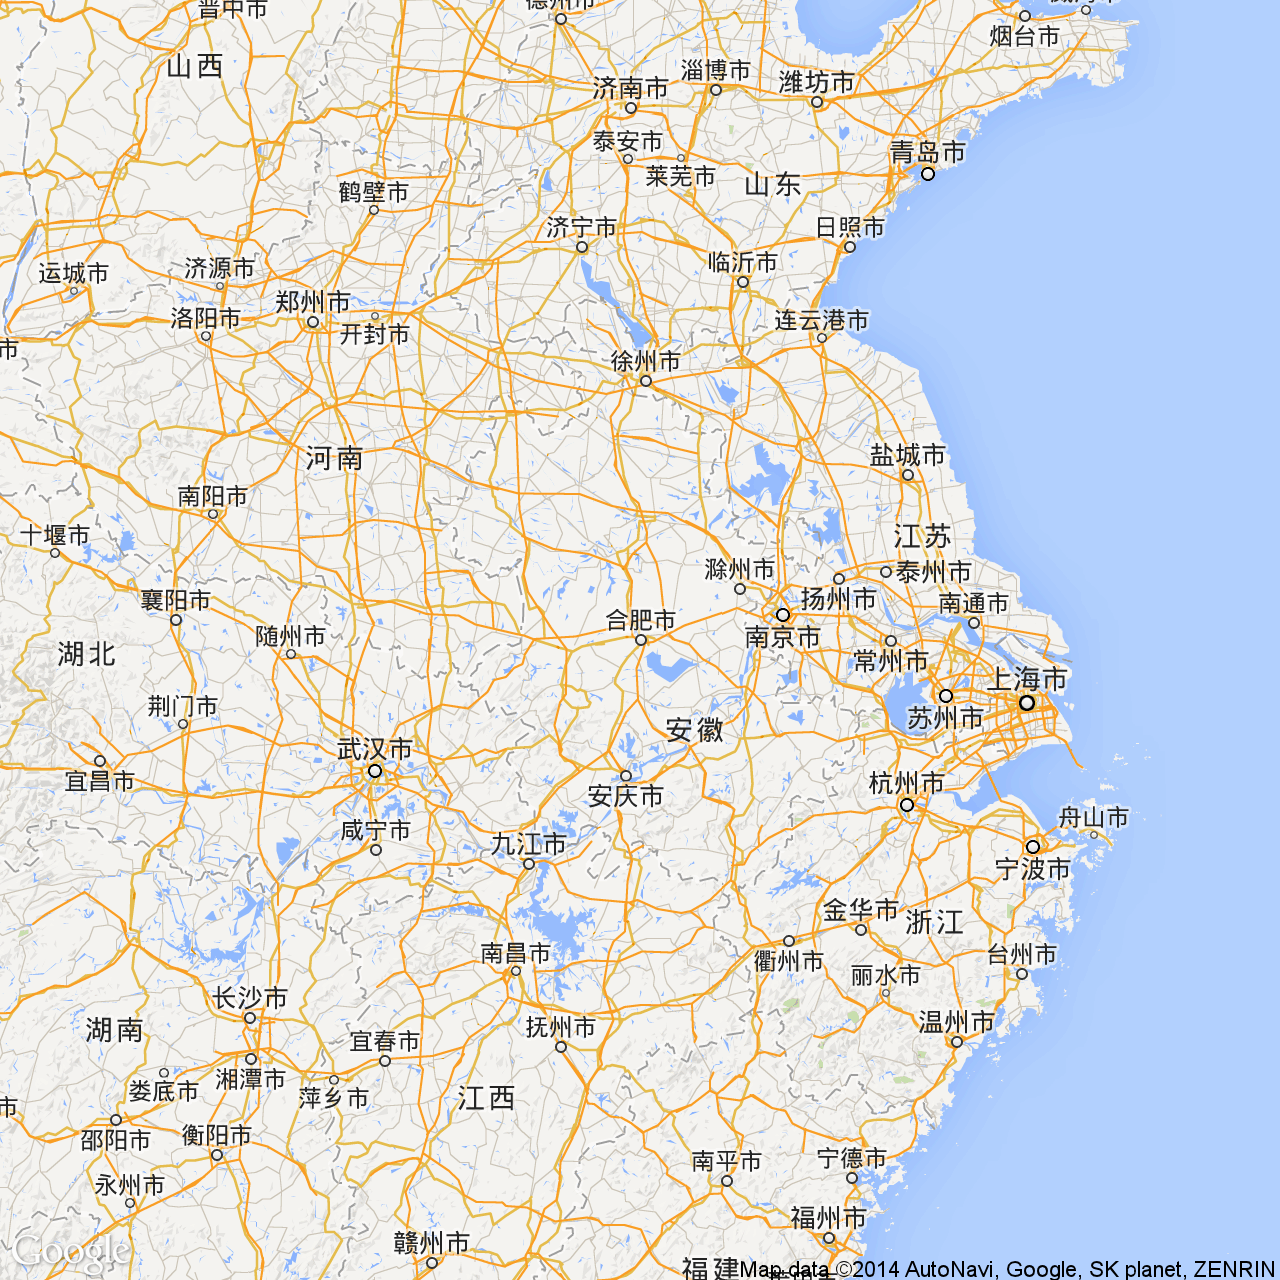 晋中市
德州市
烟台市
山西
济南市
淄博市
潍坊市
泰安市
青岛市
莱芜市
山东
鹤壁市
济宁市
日照市
运城市
济源市
临沂市
郑州市
洛阳市
开封市
连云港市
市
徐州市
河南
盐城市
南阳市
十堰市
江苏
滁州市
泰州市
襄阳市
扬州市
南通市
随州市
合肥市
南京市
湖北
常州市
上海市
荆门市
苏州市
安徽
武汉市
宜昌市
杭州市
安庆市
舟山市
咸宁市
九江市
宁波市
金华市
浙江
南昌市
衢州市
台州市
丽水市
长沙市
湖南
抚州市
温州市
宜春市
湘潭市
娄底市
萍乡市
江西
市
邵阳市
衡阳市
南平市
宁德市
永州市
福州市
赣州市
福建
Google
Map data ©2014 AutoNavi, Google, SK planet, ZENRIN